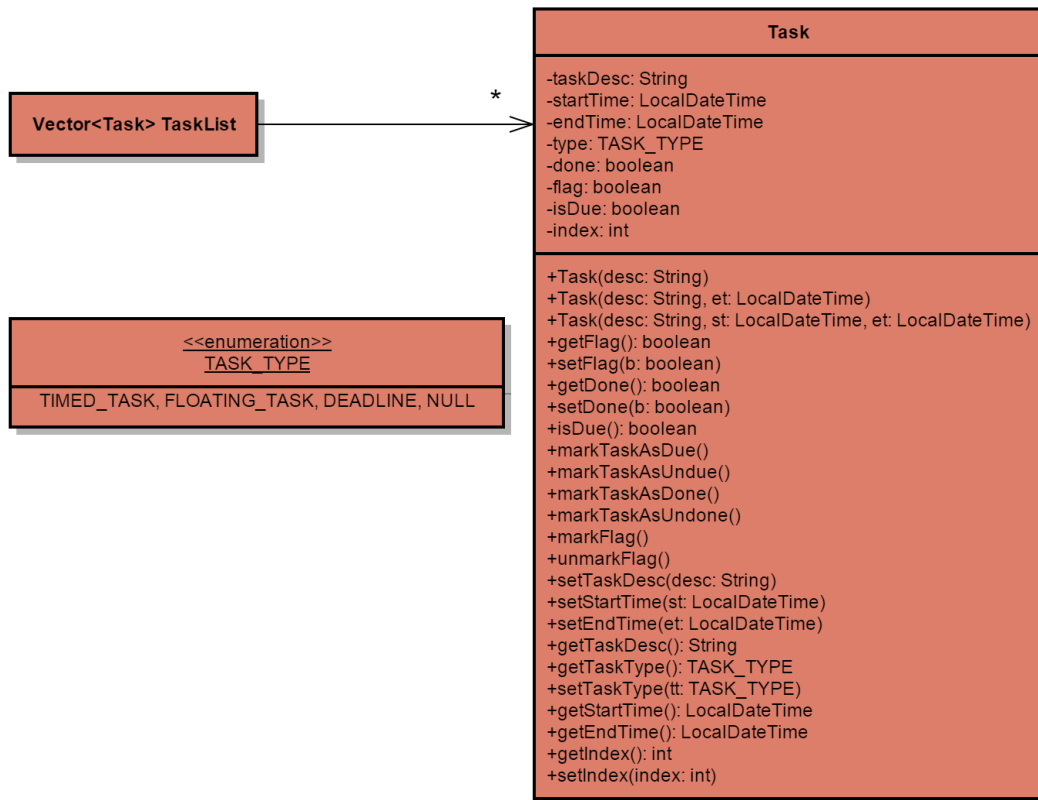 Vector<Task> TaskList
*
Task
-taskDesc: String
-startTime: LocalDateTime
-endTime: LocalDateTime
-type: TASK_TYPE
-done: boolean
-flag: boolean
-isDue: boolean
-index: int
+Task(desc: String)
+Task(desc: String, et: LocalDateTime)
+Task(desc: String, st: LocalDateTime, et: LocalDateTime)
+getFlag(): boolean
+setFlag(b: boolean)
+getDone(): boolean
+setDone(b: boolean)
+isDue(): boolean
+markTaskAsDue()
+markTaskAsUndue()
+markTaskAsDone()
+markTaskAsUndone()
+markFlag()
+unmarkFlag()
+setTaskDesc(desc: String)
+setStartTime(st: LocalDateTime)
+setEndTime(et: LocalDateTime)
+getTaskDesc(): String
+getTaskType(): TASK_TYPE
+setTaskType(tt: TASK_TYPE)
+getStartTime(): LocalDateTime
+getEndTime(): LocalDateTime
+getIndex(): int
+setIndex(index: int)
<<enumeration>>
TASK_TYPE
TIMED_TASK, FLOATING_TASK, DEADLINE, NULL